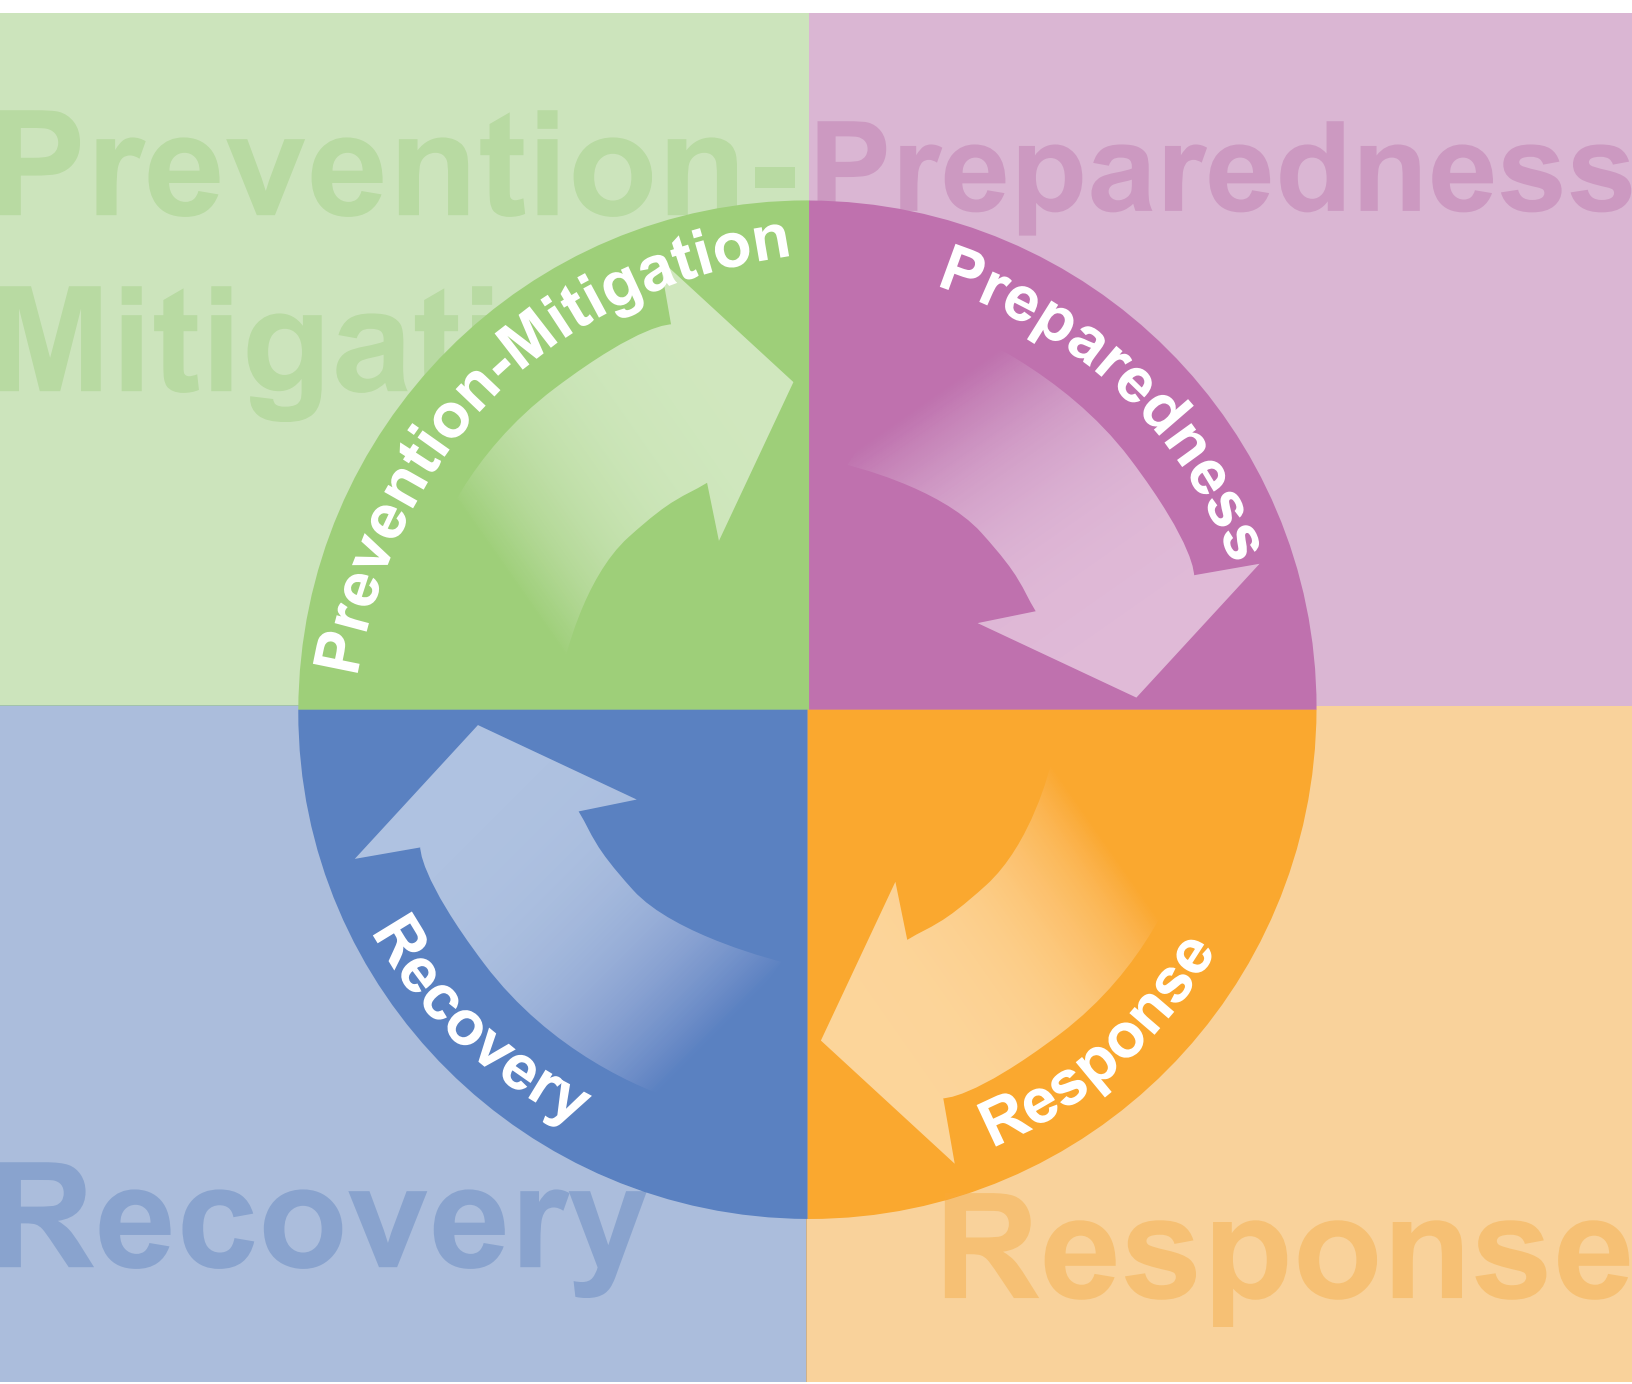 Prevention-
Mitigati
Preparedness
Prevention-Mitigation
Preparedness
Recovery
Response
Recovery
Response